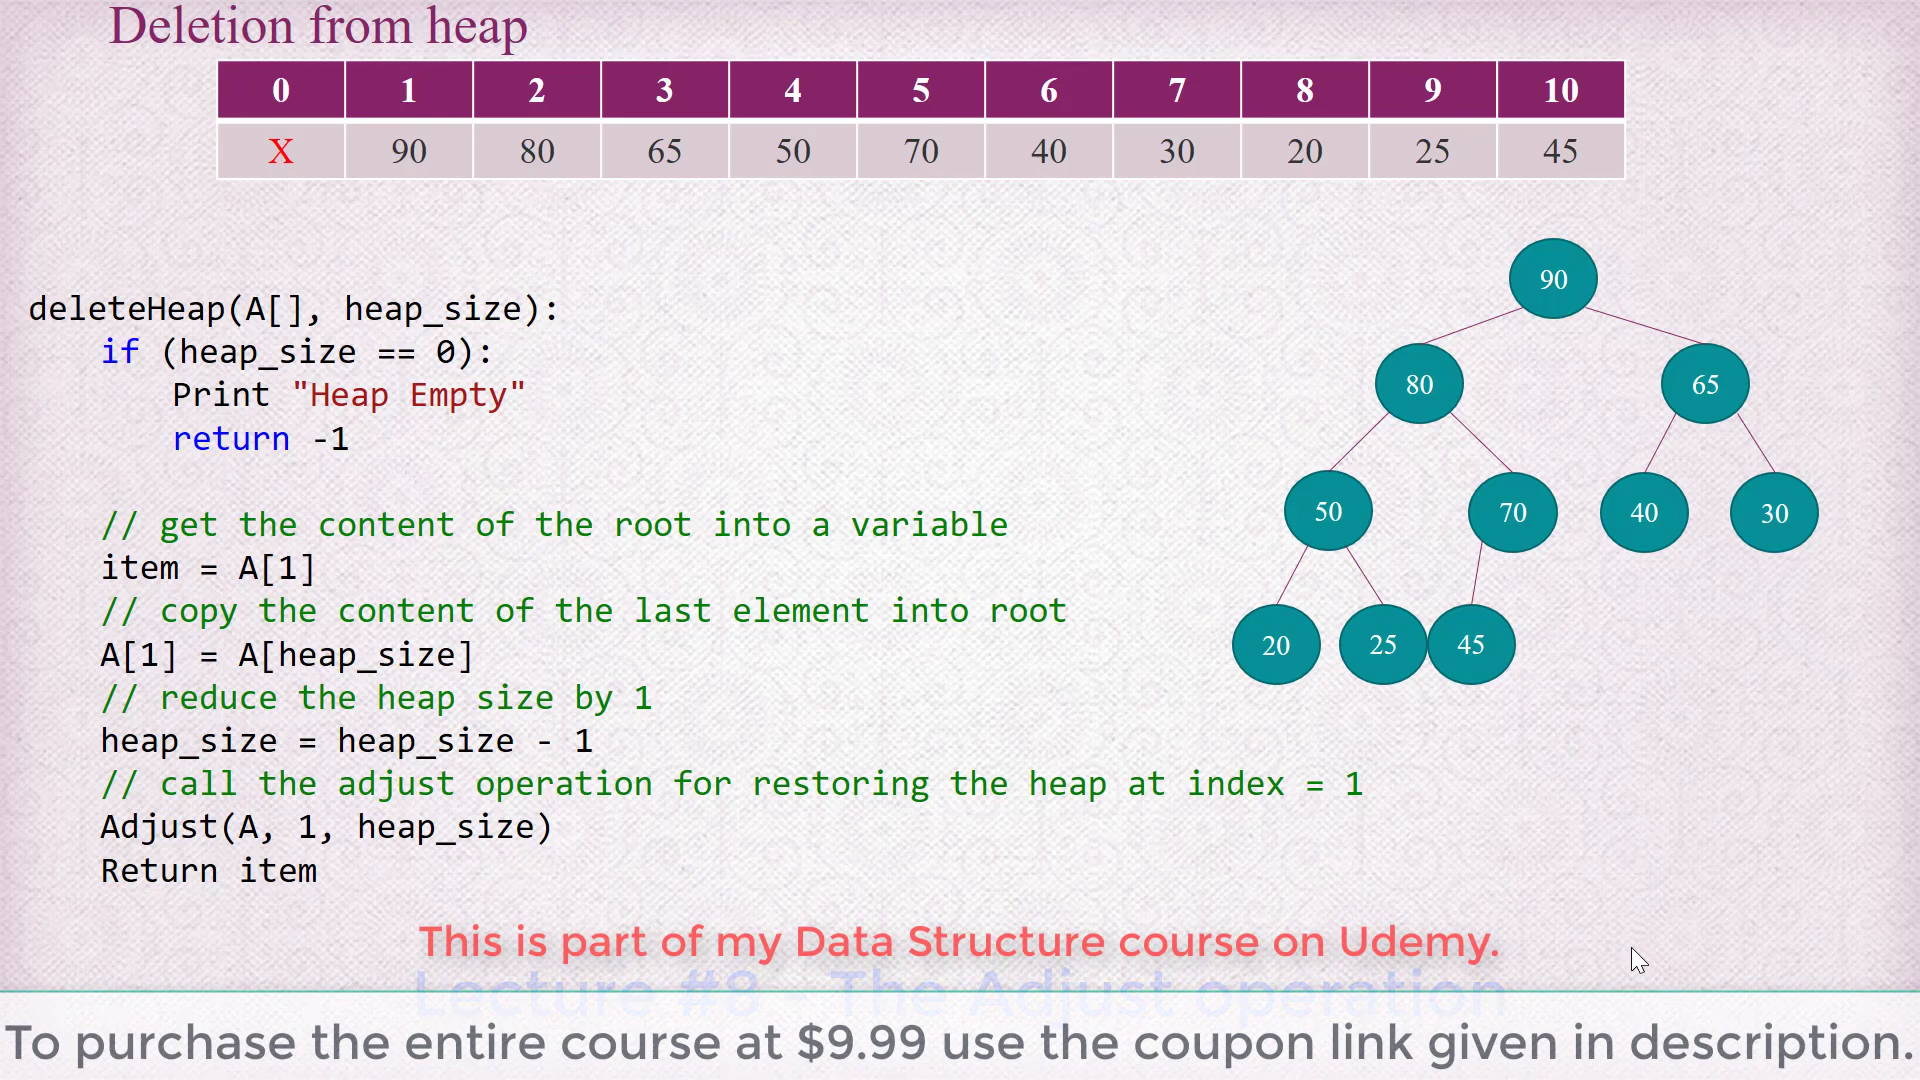 Deletion from heap
0 1 2 3 4 5 6 7 8 9 10
X 90 80 65 50 70 40 30 20 25 45
deleteHeap(A[], heap_size):
if (heap_size == 0):
Print "Heap Empty"
return -1
// get the content of the root into a variable
item = A[1]
// copy the content of the last element into root
A[1] = A[heap_size]
// reduce the heap size by 1
heap_size = heap_size - 1
// call the adjust operation for restoring the heap at index = 1
Adjust(A, 1, heap_size)
Return item
90
80 65
50 70 40 30
20 25 45
This is part of my Data Structure course on Udemy.
Lecture #8 - The Adjust operation
To purchase the entire course at $9.99 use the coupon link given in description.